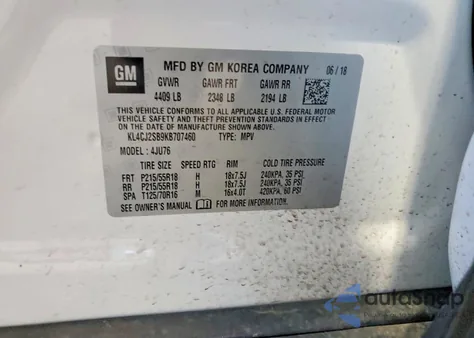 GM MFD BY GM KOREA COMPANY 06 / 18
GVWR GAWR FRT GAWR RR
4409 LB 2348 LB 2194 LB
THIS VEHICLE CONFORMS TO ALL APPLICABLE U.S. FEDERAL MOTOR
VEHICLE SAFETY AND THEFT PREVENTION STANDARDS IN EFFECT
ON THE DATE OF MANUFACTURE SHOWN ABOVE.
KL4CJ2SB9KB707460 TYPE: MPV
MODEL : 4JU76
TIRE SIZE SPEED RTG RIM COLD TIRE PRESSURE
FRT P215/55R18 H 18x7.5J 240KPA, 35 PSI
RR P215/55R18 H 18x7.5J 240KPA, 35 PSI
SPA T125/70R16 M 16x4.0T 420KPA, 60 PSI
SEE OWNER'S MANUAL FOR MORE INFORMATION
autosnap